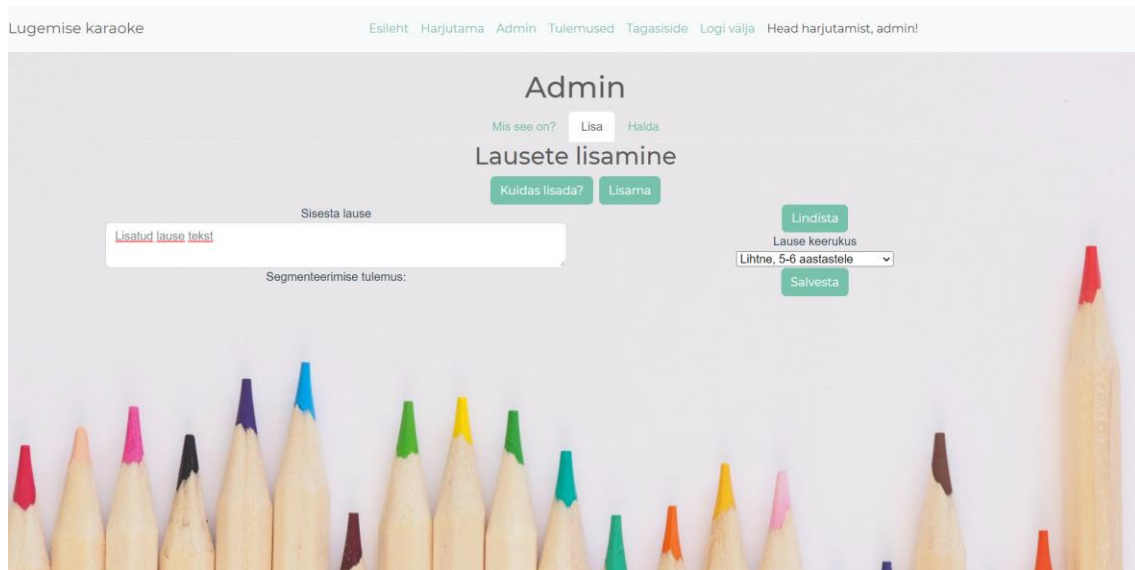 Lugemise karaoke Esileht Harjutama Admin Tulemused Tagasiside Logi välja Head harjutamist, admin!
Admin
Mis see on? Lisa Halda
Lausete lisamine
Kuidas lisada? Lisama
Sisesta lause
Lisatud lause tekst
Segmenteerimise tulemus:
Lindista
Lause keerukus
Lihtne, 5-6 aastastele
Salvesta